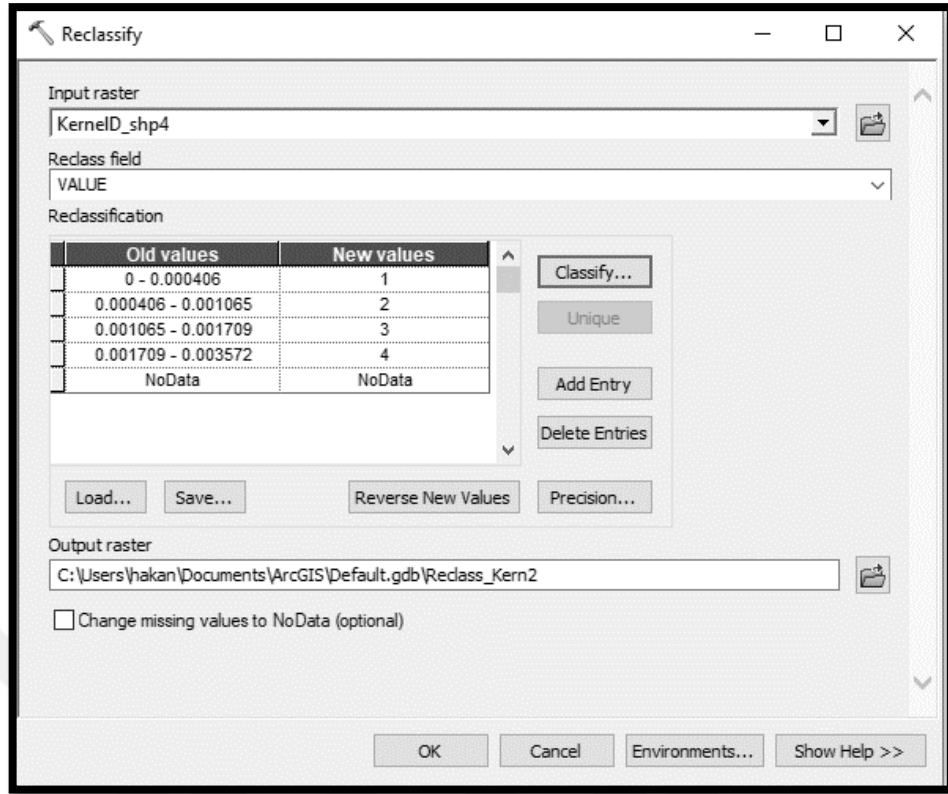 Reclassify
Input raster
KernelD_shp4
Reclass field
VALUE
Reclassification
Old values New values
0 - 0.000406 1
0.000406 - 0.001065 2
0.001065 - 0.001709 3
0.001709 - 0.003572 4
NoData NoData
Classify...
Unique
Add Entry
Delete Entries
Load... Save... Reverse New Values Precision...
Output raster
C:\Users\hakan\Documents\ArcGIS\Default.gdb\Reclass_Kern2
Change missing values to NoData (optional)
OK Cancel Environments... Show Help >>